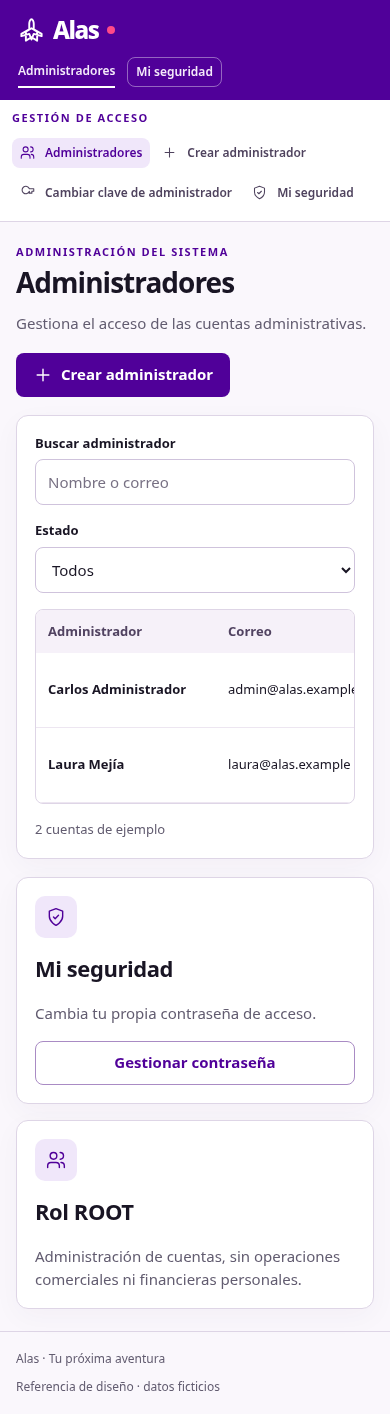 Alas
Administradores
Mi seguridad
GESTIÓN DE ACCESO
Administradores
Crear administrador
Cambiar clave de administrador
Mi seguridad
ADMINISTRACIÓN DEL SISTEMA
Administradores
Gestiona el acceso de las cuentas administrativas.
Crear administrador
Buscar administrador
Nombre o correo
Estado
Todos
Administrador Correo
Carlos Administrador admin@alas.example
Laura Mejía laura@alas.example
2 cuentas de ejemplo
Mi seguridad
Cambia tu propia contraseña de acceso.
Gestionar contraseña
Rol ROOT
Administración de cuentas, sin operaciones
comerciales ni financieras personales.
Alas · Tu próxima aventura
Referencia de diseño · datos ficticios